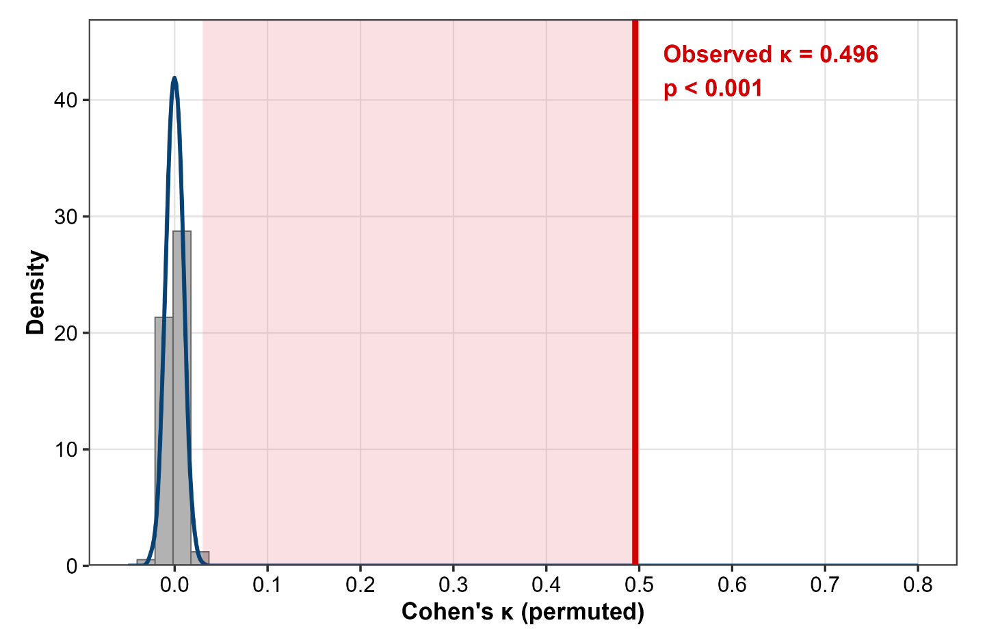 Observed κ = 0.496
p < 0.001
40
30
20
10
0
Density
0.0 0.1 0.2 0.3 0.4 0.5 0.6 0.7 0.8
Cohen's κ (permuted)